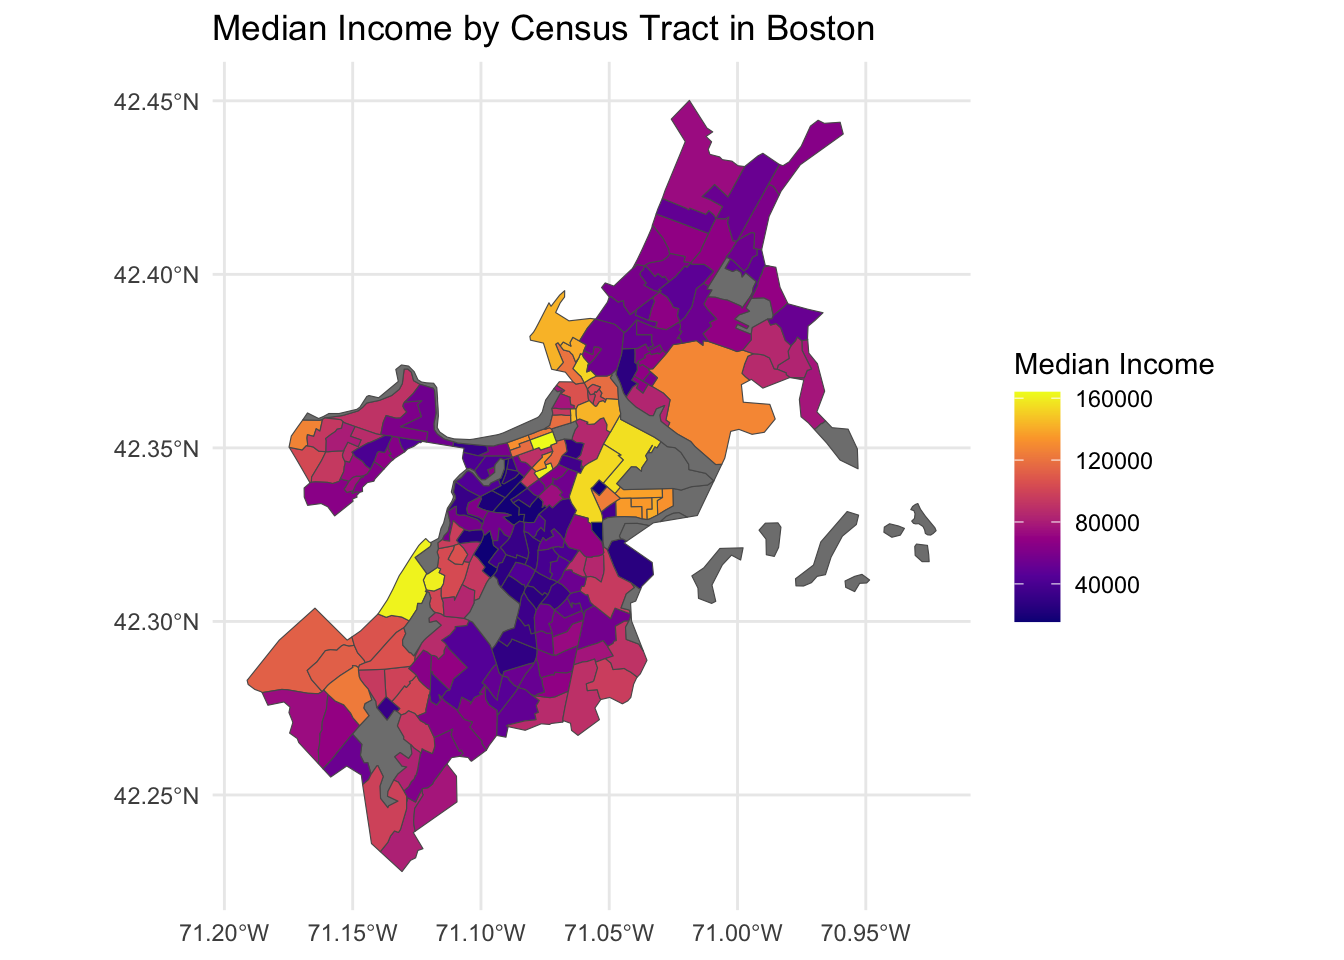 Median Income by Census Tract in Boston
42.45°N
42.40°N
42.35°N
42.30°N
42.25°N
71.20°W
71.15°W
71.10°W
71.05°W
71.00°W
70.95°W
Median Income
160000
120000
80000
40000